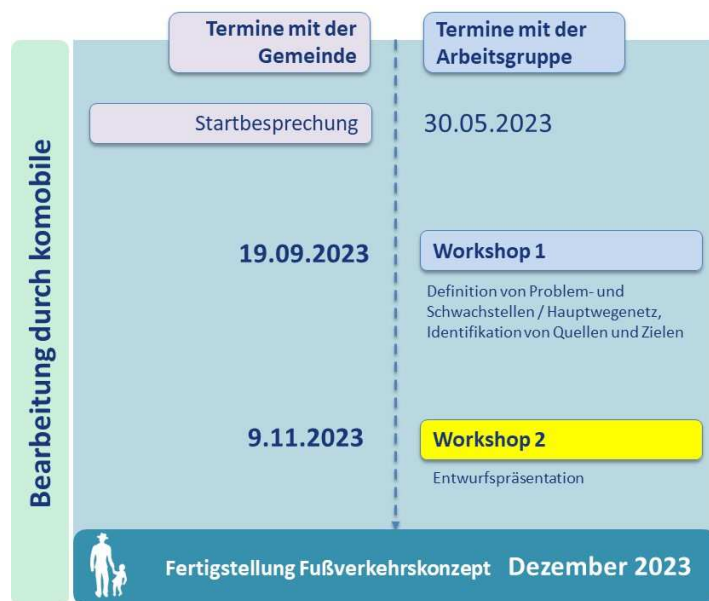 Termine mit der
Gemeinde
Termine mit der
Arbeitsgruppe
Bearbeitung durch komobile
Startbesprechung
30.05.2023
19.09.2023
Workshop 1
Definition von Problem- und
Schwachstellen / Hauptwegenetz,
Identifikation von Quellen und Zielen
9.11.2023
Workshop 2
Entwurfspräsentation
Fertigstellung Fußverkehrskonzept Dezember 2023